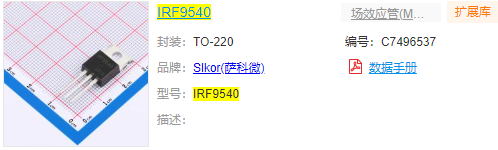 IRF9540
场效应管(M...
扩展库
封装: TO-220
编号: C7496537
品牌: Slkor(萨科微)
数据手册
型号: IRF9540
描述: